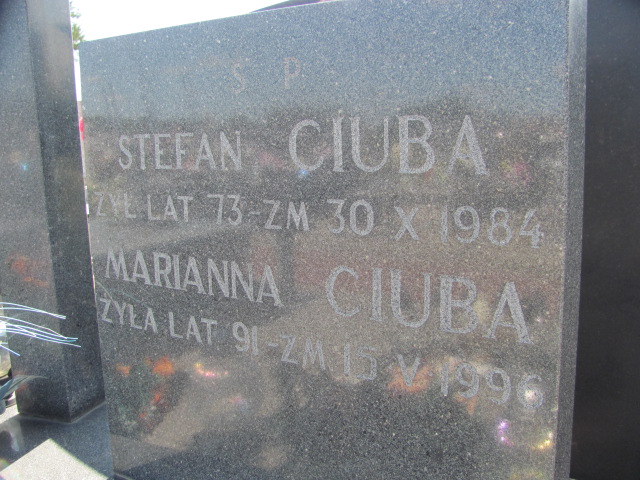 Ś P
STEFAN CIUBA
ŻYŁ LAT 73-ZM 30 X 1984
MARIANNA CIUBA
ŻYŁA LAT 91-ZM 15 V 1996